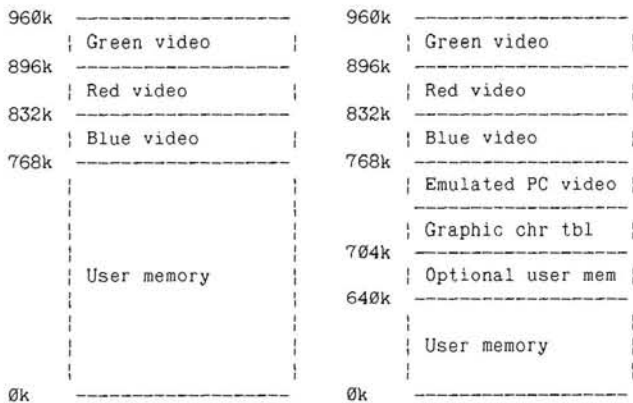 960k -------------------- 960k --------------------
| Green video | | Green video |
896k -------------------- 896k --------------------
| Red video | | Red video |
832k -------------------- 832k --------------------
| Blue video | | Blue video |
768k -------------------- 768k --------------------
| Emulated PC video |
--------------------
| Graphic chr tbl |
704k --------------------
| User memory | | Optional user mem |
640k --------------------
| User memory |
0k -------------------- 0k --------------------